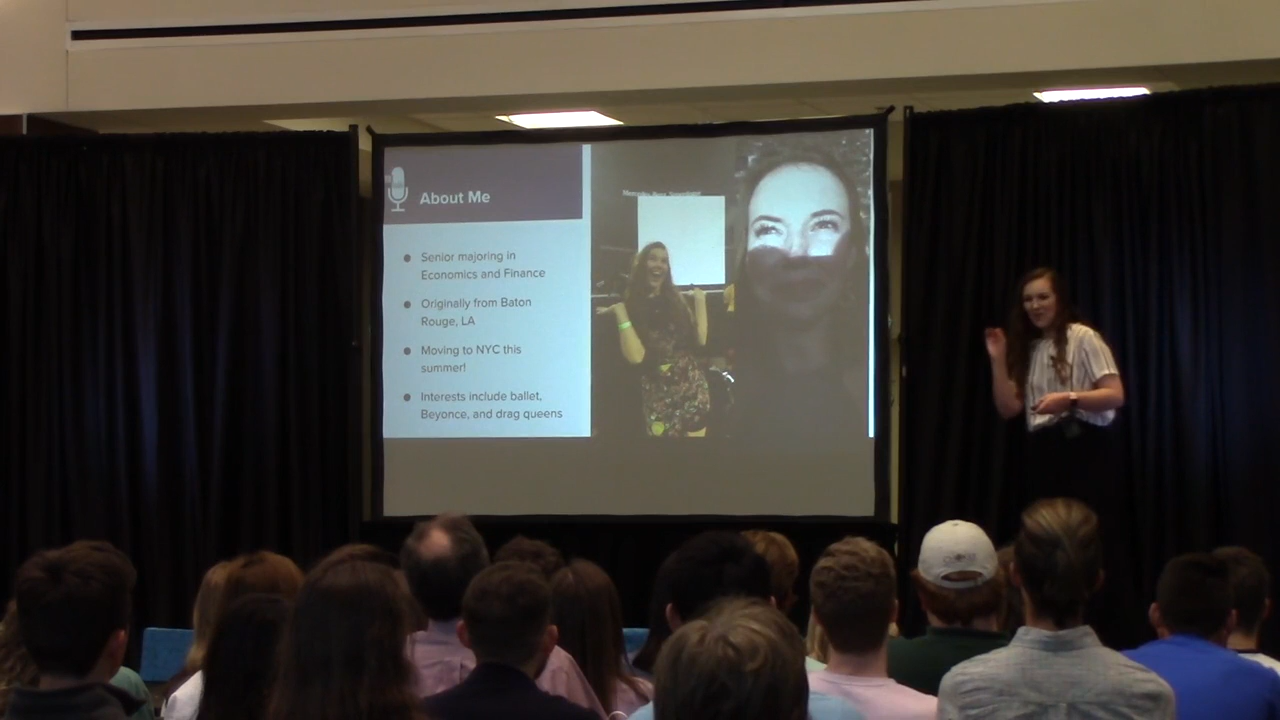 About Me
Senior majoring in
Economics and Finance
Originally from Baton
Rouge, LA
Moving to NYC this
summer!
Interests include ballet,
Beyonce, and drag queens